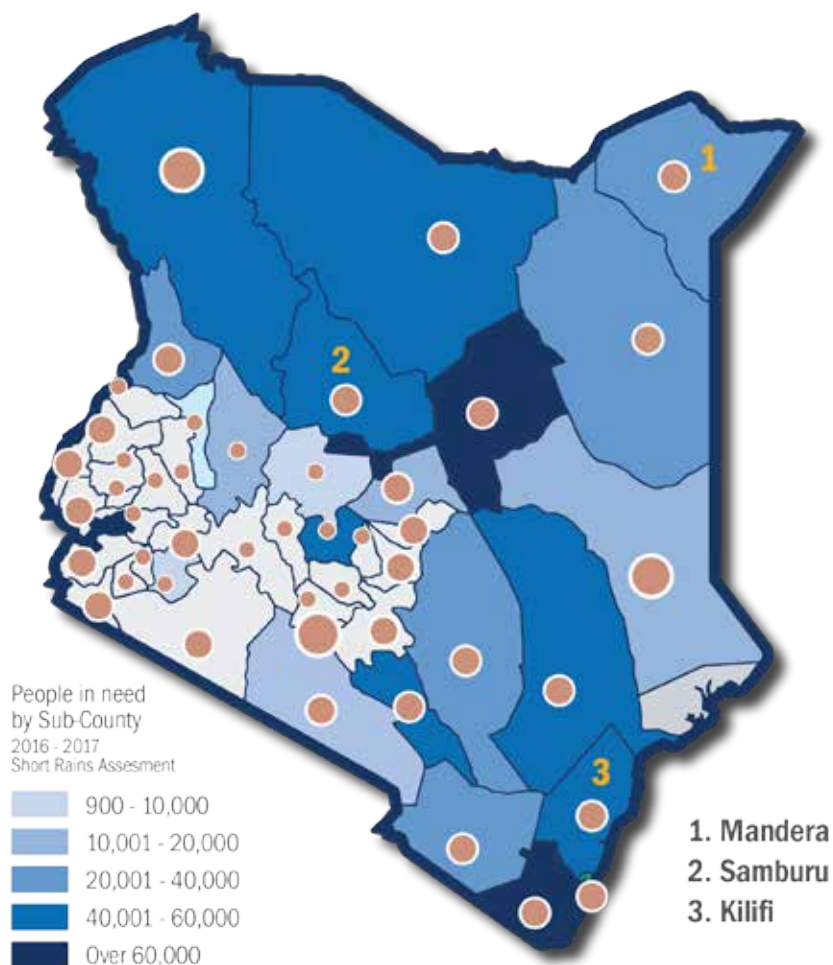 1
2
3
People in need
by Sub-County
2016 - 2017
Short Rains Assesment
900 - 10,000
10,001 - 20,000
20,001 - 40,000
40,001 - 60,000
Over 60,000
1. Mandera
2. Samburu
3. Kilifi